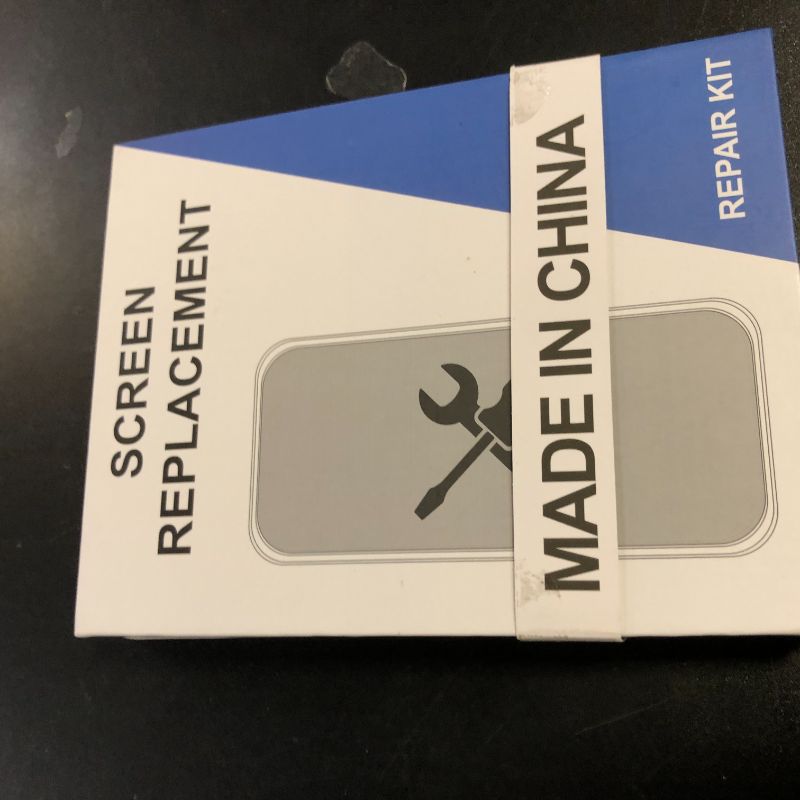 SCREEN
REPLACEMENT
MADE IN CHINA
REPAIR KIT